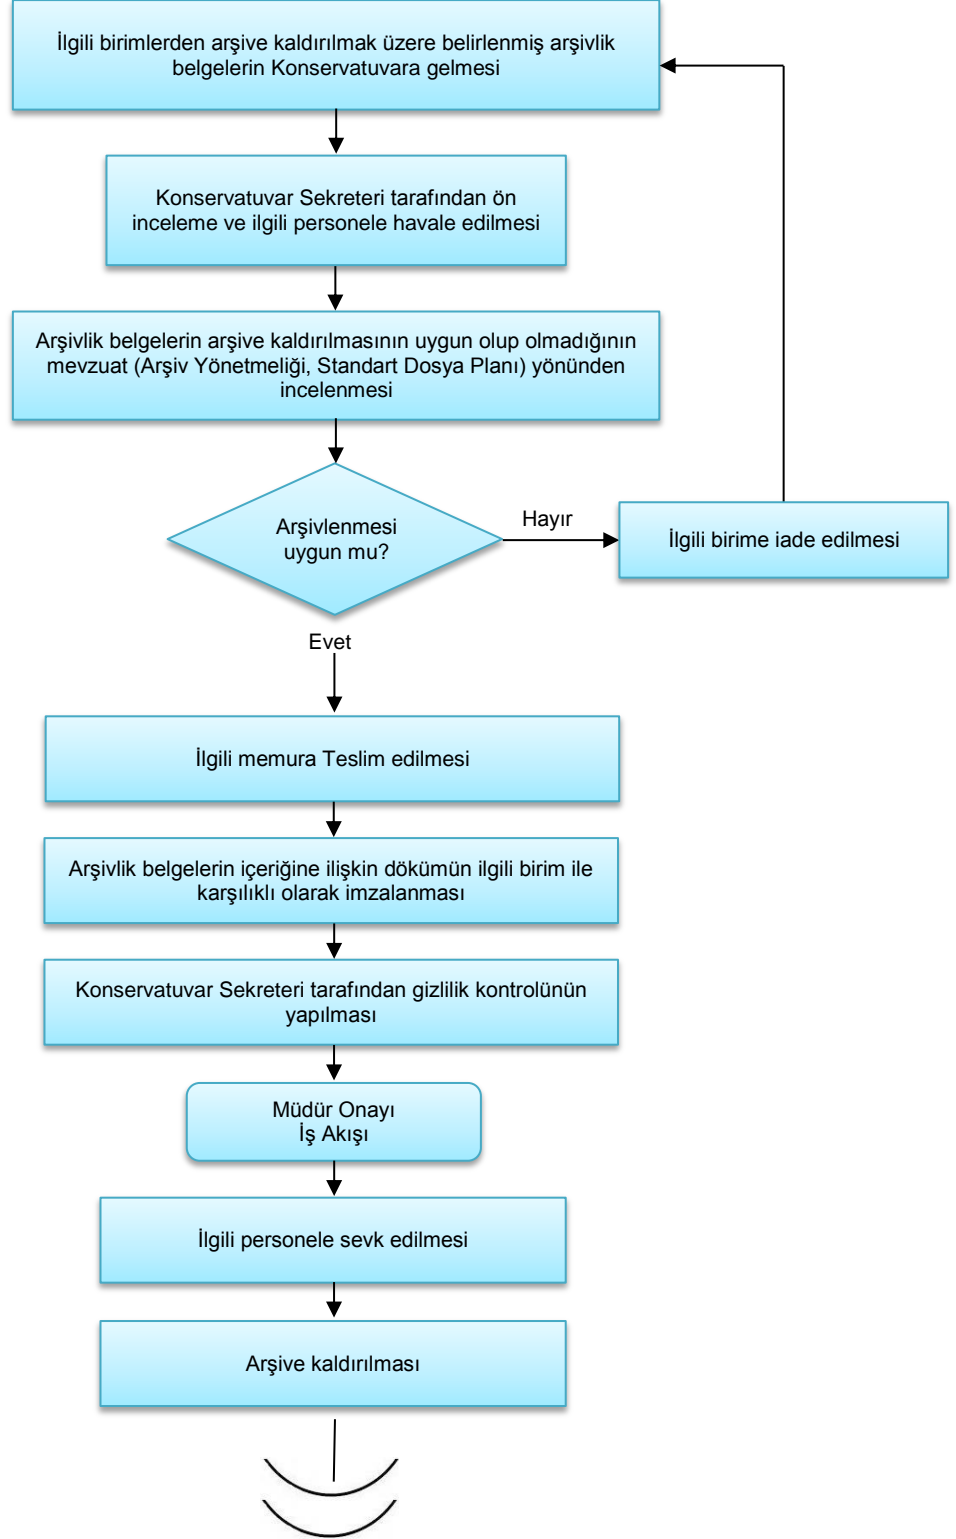 İlgili birimlerden arşive kaldırılmak üzere belirlenmiş arşivlik
belgelerin Konservatuvara gelmesi
Konservatuvar Sekreteri tarafından ön
inceleme ve ilgili personele havale edilmesi
Arşivlik belgelerin arşive kaldırılmasının uygun olup olmadığının
mevzuat (Arşiv Yönetmeliği, Standart Dosya Planı) yönünden
incelenmesi
Arşivlenmesi
uygun mu?
Hayır
İlgili birime iade edilmesi
Evet
İlgili memura Teslim edilmesi
Arşivlik belgelerin içeriğine ilişkin dökümün ilgili birim ile
karşılıklı olarak imzalanması
Konservatuvar Sekreteri tarafından gizlilik kontrolünün
yapılması
Müdür Onayı
İş Akışı
İlgili personele sevk edilmesi
Arşive kaldırılması